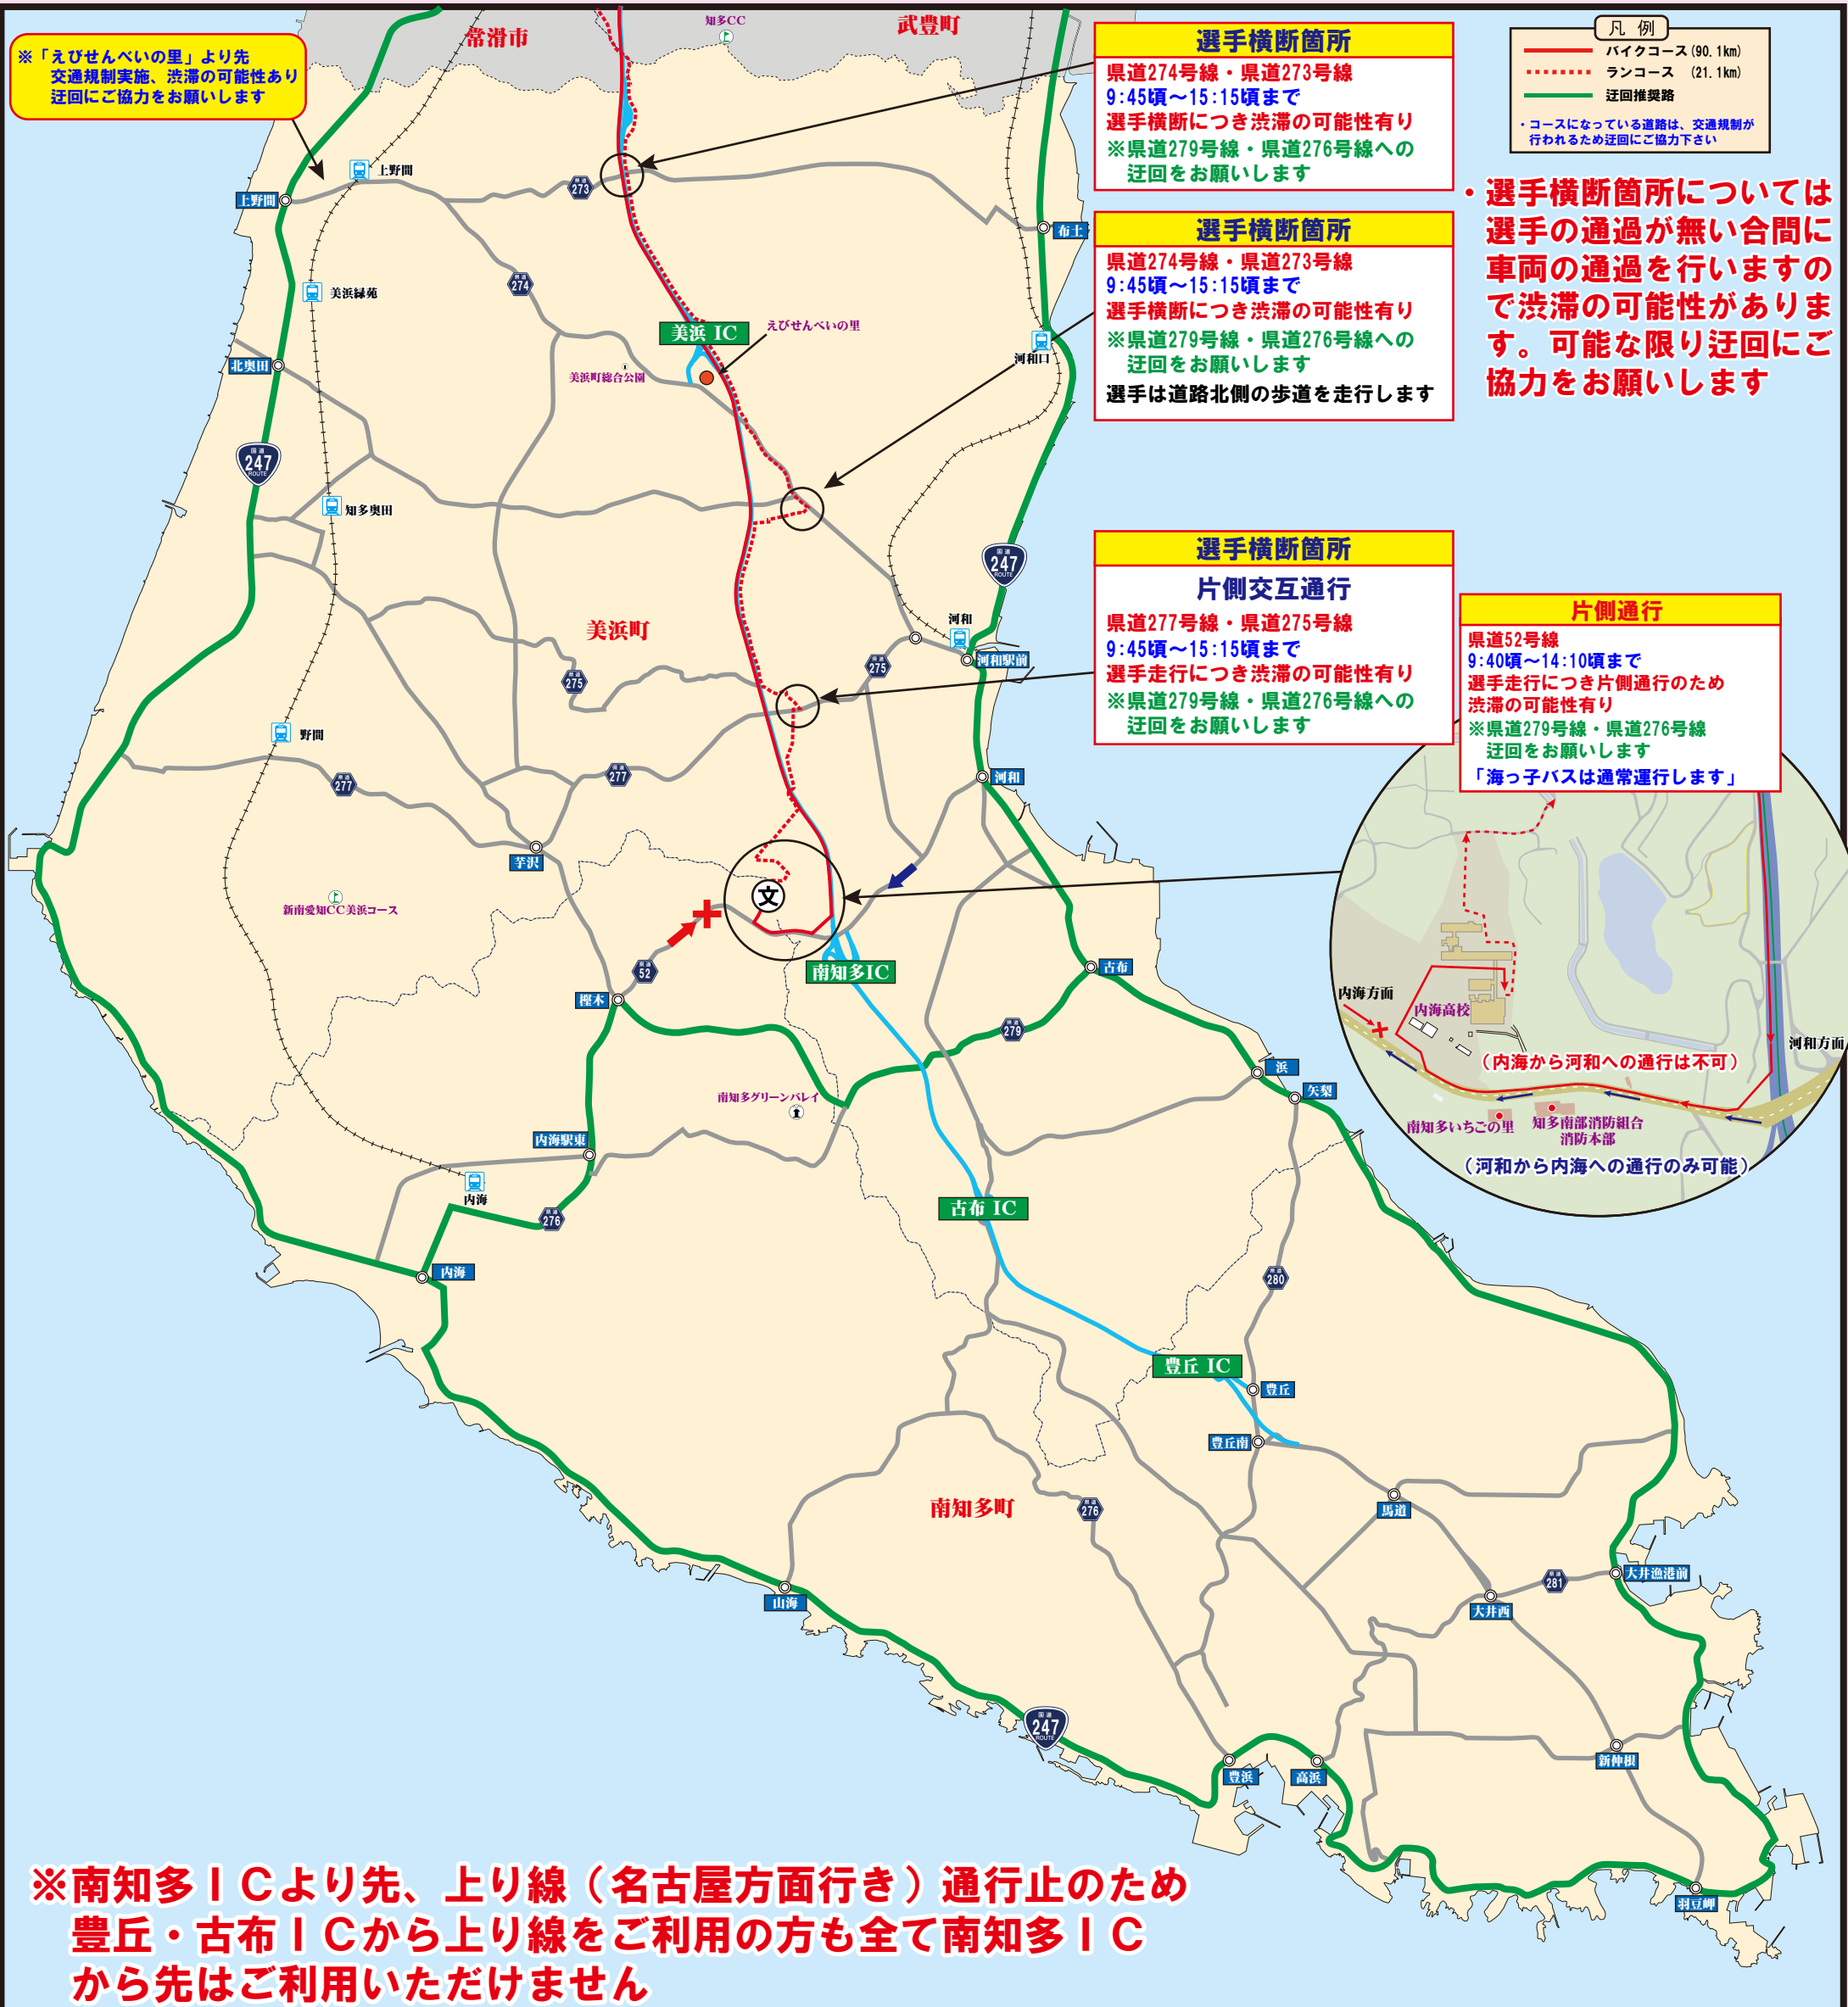 ※「えびせんべいの里」より先
交通規制実施、渋滞の可能性あり
迂回にご協力をお願いします
常滑市
知多CC
武豊町
選手横断箇所
県道274号線・県道273号線
9:45頃～15:15頃まで
選手横断につき渋滞の可能性有り
※県道279号線・県道276号線への
迂回をお願いします
凡 例
バイクコース(90.1km)
ランコース (21.1km)
迂回推奨路
・コースになっている道路は、交通規制が
行われるため迂回にご協力下さい
・選手横断箇所については
選手の通過が無い合間に
車両の通過を行いますの
で渋滞の可能性がありま
す。可能な限り迂回にご
協力をお願いします
選手横断箇所
県道274号線・県道273号線
9:45頃～15:15頃まで
選手横断につき渋滞の可能性有り
※県道279号線・県道276号線への
迂回をお願いします
選手は道路北側の歩道を走行します
上野間
上野間
県道
273
布土
県道
274
美浜緑苑
美浜 IC
えびせんべいの里
河和口
北奥田
美浜町総合公園
国道
247
ROUTE
知多奥田
国道
247
ROUTE
選手横断箇所
片側交互通行
県道277号線・県道275号線
9:45頃～15:15頃まで
選手走行につき渋滞の可能性有り
※県道279号線・県道276号線への
迂回をお願いします
片側通行
県道52号線
9:40頃～14:10頃まで
選手走行につき片側通行のため
渋滞の可能性有り
※県道279号線・県道276号線
迂回をお願いします
「海っ子バスは通常運行します」
美浜町
河和
河和駅前
県道
275
県道
275
野間
県道
277
県道
277
河和
芋沢
文
新南愛知CC美浜コース
県道
52
南知多IC
古布
樫木
県道
279
内海方面
内海高校
河和方面
(内海から河和への通行は不可)
南知多いちごの里
知多南部消防組合
消防本部
(河和から内海への通行のみ可能)
浜
矢梨
南知多グリーンバレイ
内海駅東
内海
県道
276
古布 IC
内海
県道
280
豊丘 IC
豊丘
豊丘南
南知多町
県道
276
馬道
山海
県道
281
大井漁港前
大井西
国道
247
ROUTE
豊浜
高浜
新仲根
羽豆岬
※南知多ＩＣより先、上り線（名古屋方面行き）通行止のため
豊丘・古布ＩＣから上り線をご利用の方も全て南知多ＩＣ
から先はご利用いただけません